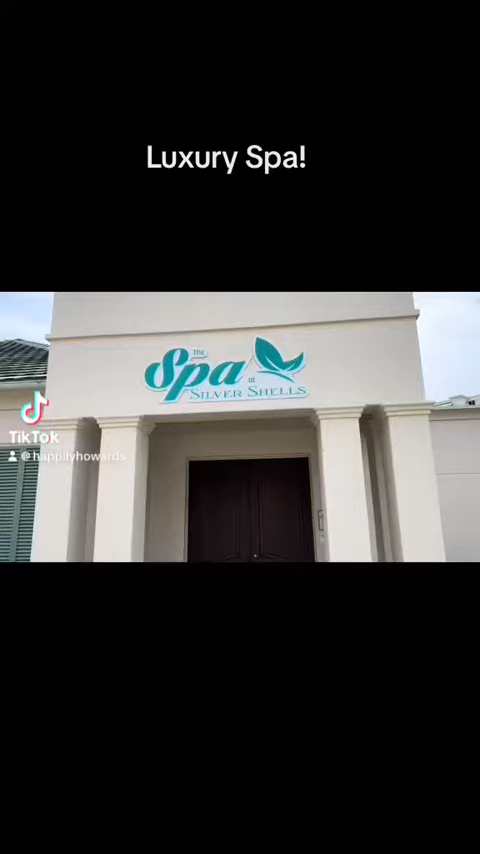 Luxury Spa!
The
Spa
at
SILVER SHELLS
TikTok
@happilyhowards